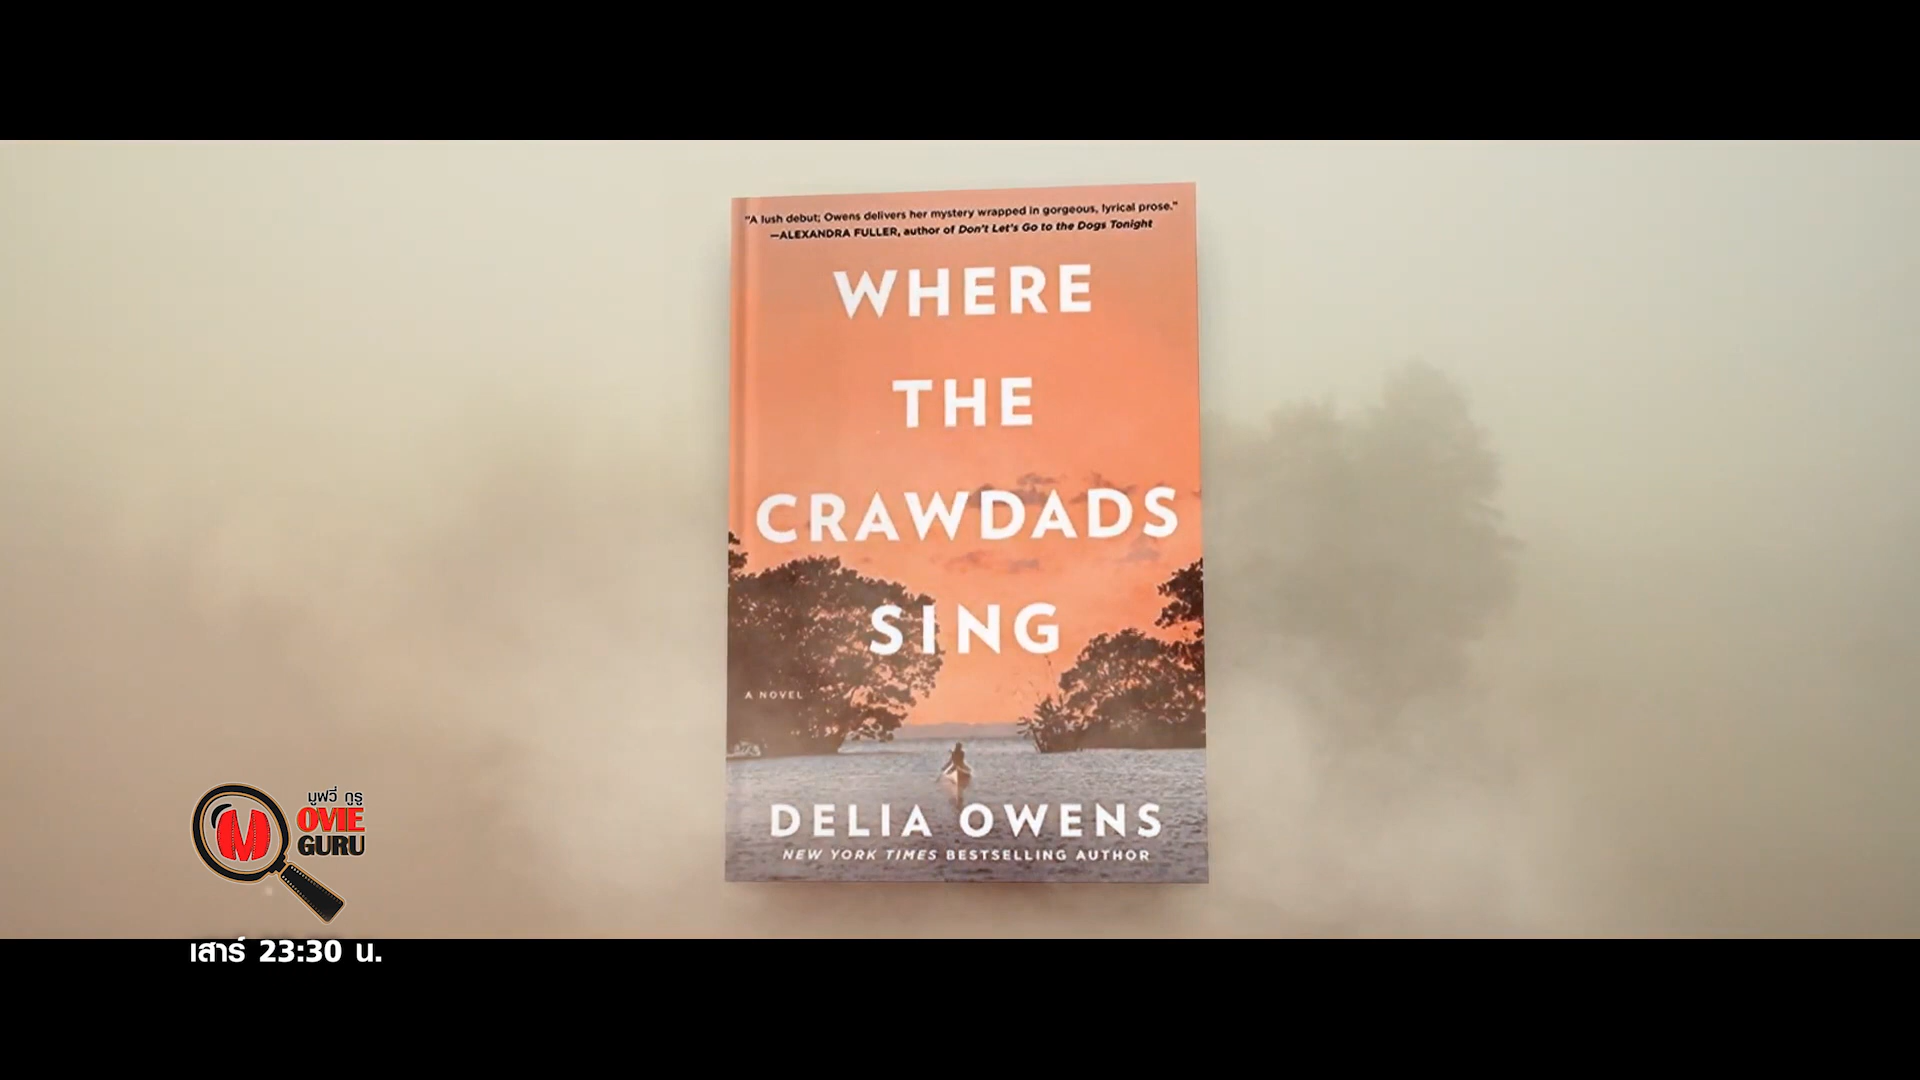 "A lush debut; Owens delivers her mystery wrapped in gorgeous, lyrical prose."
—ALEXANDRA FULLER, author of Don't Let's Go to the Dogs Tonight
WHERE
THE
CRAWDADS
SING
A NOVEL
DELIA OWENS
NEW YORK TIMES BESTSELLING AUTHOR
มูฟวี่ กูรู
MOVIE
GURU
เสาร์ 23:30 น.